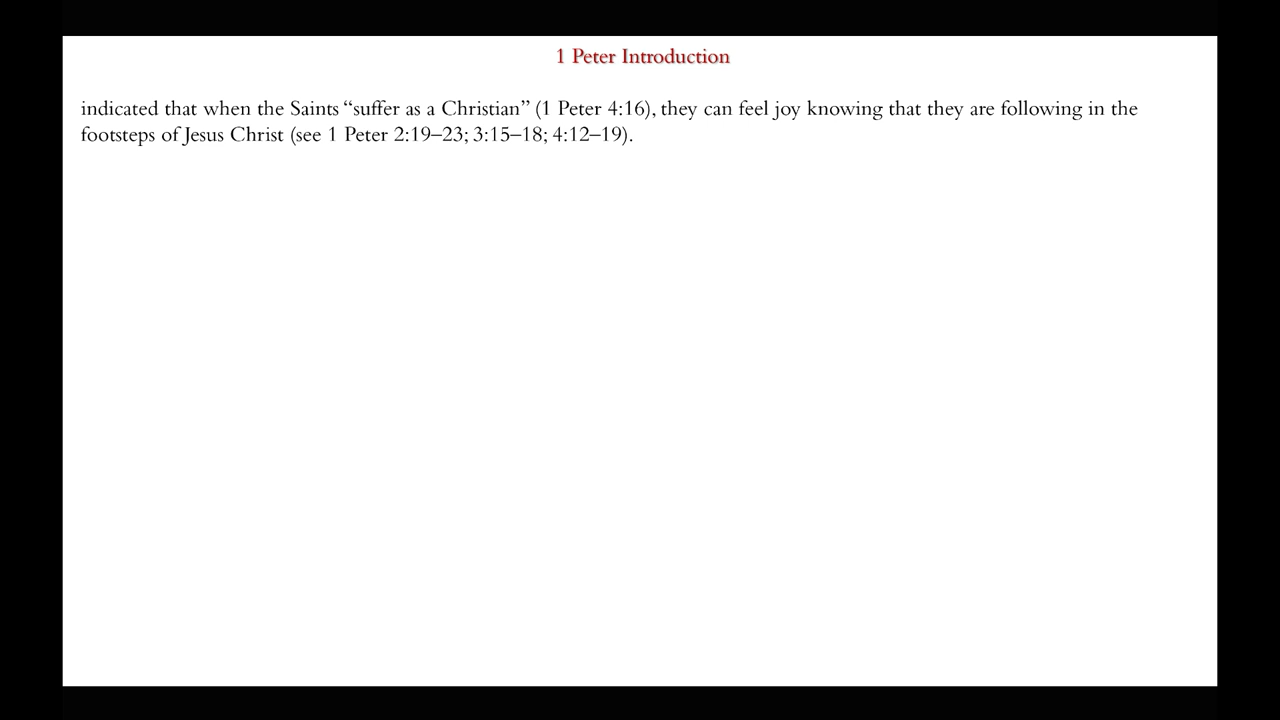 1 Peter Introduction
indicated that when the Saints “suffer as a Christian” (1 Peter 4:16), they can feel joy knowing that they are following in the
footsteps of Jesus Christ (see 1 Peter 2:19–23; 3:15–18; 4:12–19).